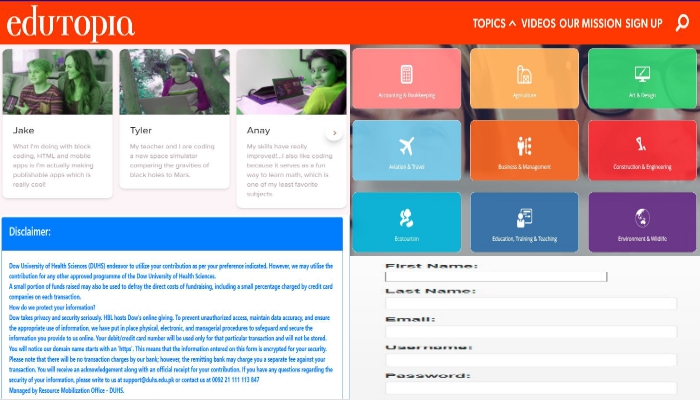 edutopia
TOPICS VIDEOS OUR MISSION SIGN UP
Jake
What I'm doing with block
coding, HTML and mobile
apps is I'm actually making
publishable apps which is
really cool!
Tyler
My teacher and I are coding
a new space simulator
comparing the gravities of
black holes to Mars.
Anay
My skills have really
improved!...I also like coding
because it serves as a fun
way to learn math, which is
one of my least favorite
subjects.
Accounting & Bookkeeping
Agriculture
Art & Design
Aviation & Travel
Business & Management
Construction & Engineering
Ecotourism
Education, Training & Teaching
Environment & Wildlife
Disclaimer:
Dow University of Health Sciences (DUHS) endeavor to utilize your contribution as per your preference indicated. However, we may utilise the
contribution for any other approved programme of the Dow University of Health Sciences.
A small portion of funds raised may also be used to defray the direct costs of fundraising, including a small percentage charged by credit card
companies on each transaction.
How do we protect your information?
Dow takes privacy and security seriously. HBL hosts Dow's online giving. To prevent unauthorized access, maintain data accuracy, and ensure
the appropriate use of information, we have put in place physical, electronic, and managerial procedures to safeguard and secure the
information you provide to us online. Your debit/credit card number will be used only for that particular transaction and will not be stored.
You will notice our domain name starts with an 'https'. This means that the information entered on this form is encrypted for your security.
Please note that there will be no transaction charges by our bank; however, the remitting bank may charge you a separate fee against your
transaction. You will receive an acknowledgement along with an official receipt for your contribution. If you have any questions regarding the
security of your information, please write to us at support@duhs.edu.pk or contact us at 0092 21 111 113 847
Managed by Resource Mobilization Office - DUHS.
First Name:
Last Name:
Email:
Username:
Password: